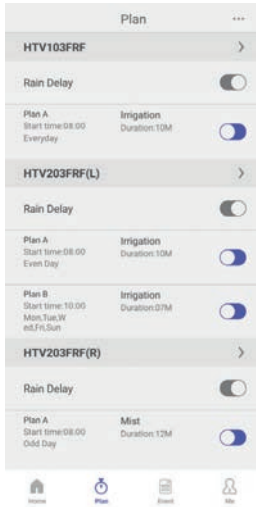 Plan
HTV103FRF
Rain Delay
Plan A
Start time:08:00
Everyday
Irrigation
Duration:10M
HTV203FRF(L)
Rain Delay
Plan A
Start time:08:00
Even Day
Irrigation
Duration:10M
Plan B
Start time:10:00
Mon,Tue,W
ed,Fri,Sun
Irrigation
Duration:07M
HTV203FRF(R)
Rain Delay
Plan A
Start time:08:00
Odd Day
Mist
Duration:12M
Home
Plan
Event
Me